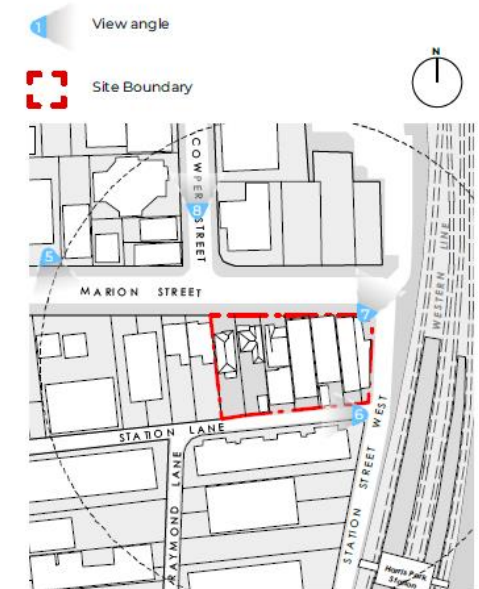 1
View angle
N
Site Boundary
COWPER STREET
8
5
MARION STREET
7
WESTERN LINE
6
STATION LANE
RAYMOND LANE
STATION STREET WEST
Harris Park
Station